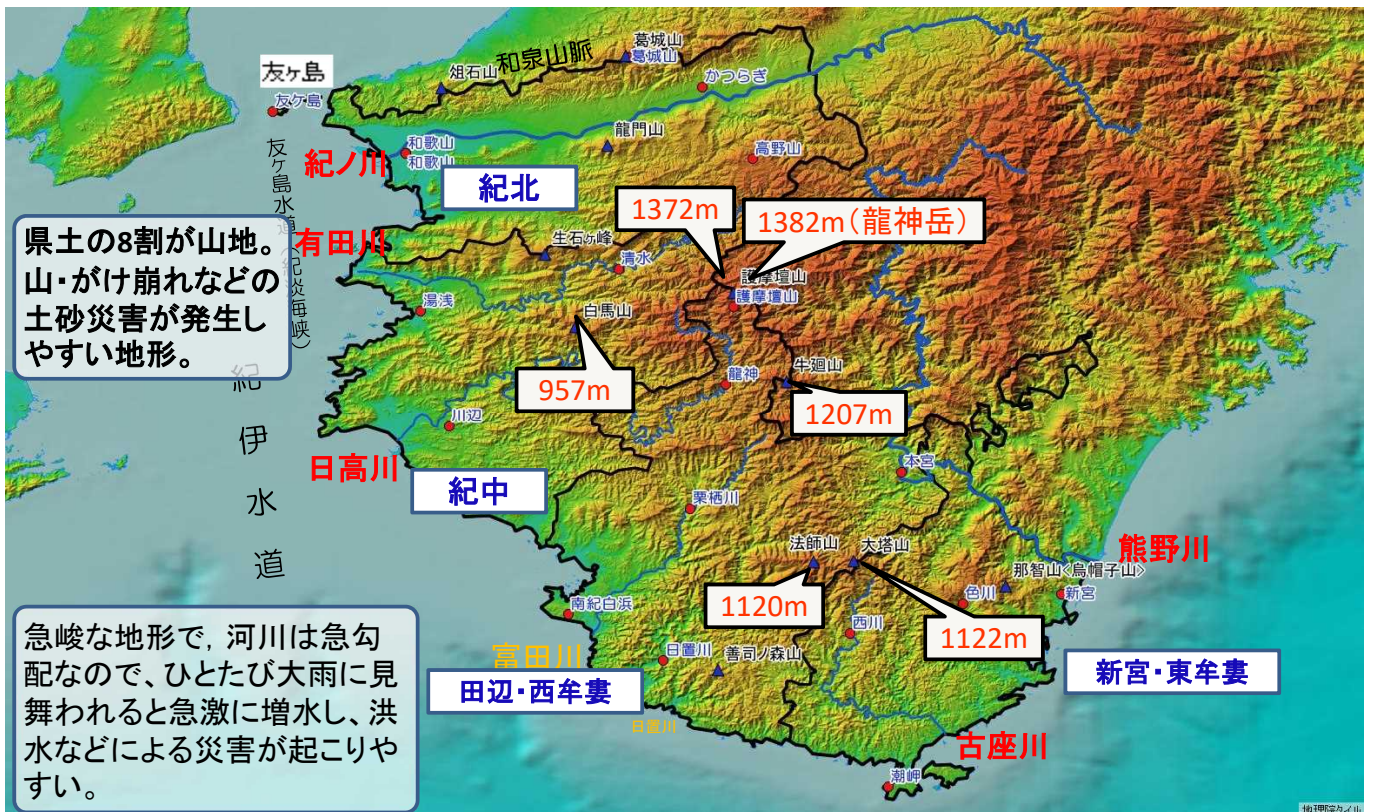 葛城山
葛城山
和泉山脈
俎石山
友ヶ島
友ケ島
かつらぎ
龍門山
和歌山
和歌山
高野山
紀ノ川
紀北
友ヶ島水道(紀淡海峡)
1372m
1382m(龍神岳)
県土の8割が山地。
山・がけ崩れなどの
土砂災害が発生し
やすい地形。
有田川
生石ヶ峰
清水
護摩壇山
護摩壇山
湯浅
白馬山
957m
龍神
牛廻山
1207m
紀伊水道
川辺
日高川
紀中
本宮
栗栖川
法師山
大塔山
熊野川
那智山<烏帽子山>
1120m
色川
新宮
南紀白浜
西川
1122m
急峻な地形で, 河川は急勾
配なので、ひとたび大雨に見
舞われると急激に増水し、洪
水などによる災害が起こりや
すい。
富田川
日置川
善司ノ森山
田辺・西牟婁
新宮・東牟婁
日置川
古座川
潮岬
地理院タイル